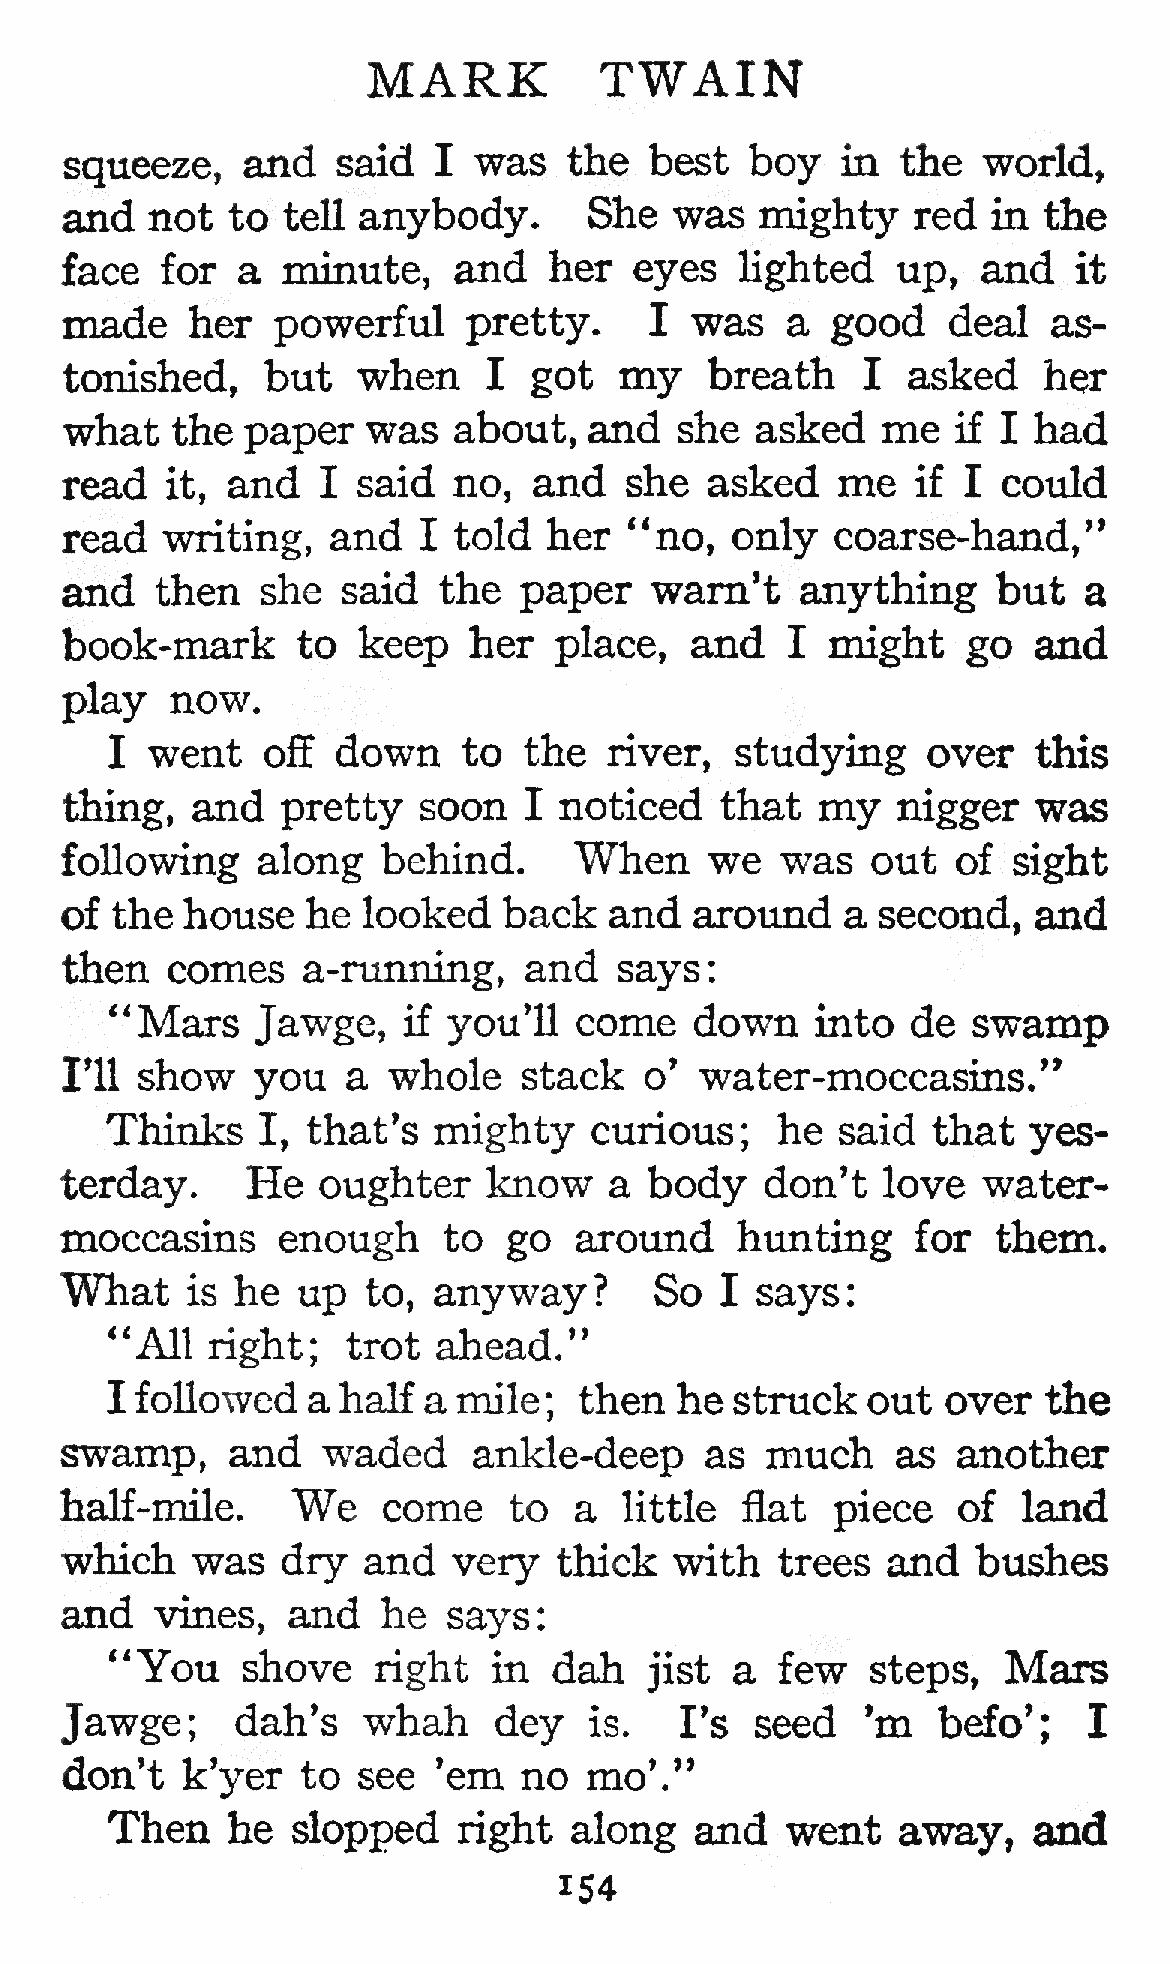 MARK TWAIN
squeeze, and said I was the best boy in the world,
and not to tell anybody. She was mighty red in the
face for a minute, and her eyes lighted up, and it
made her powerful pretty. I was a good deal as-
tonished, but when I got my breath I asked her
what the paper was about, and she asked me if I had
read it, and I said no, and she asked me if I could
read writing, and I told her “no, only coarse-hand,”
and then she said the paper warn’t anything but a
book-mark to keep her place, and I might go and
play now.
I went off down to the river, studying over this
thing, and pretty soon I noticed that my nigger was
following along behind. When we was out of sight
of the house he looked back and around a second, and
then comes a-running, and says:
“Mars Jawge, if you’ll come down into de swamp
I’ll show you a whole stack o’ water-moccasins.”
Thinks I, that’s mighty curious; he said that yes-
terday. He oughter know a body don’t love water-
moccasins enough to go around hunting for them.
What is he up to, anyway? So I says:
“All right; trot ahead.”
I followed a half a mile; then he struck out over the
swamp, and waded ankle-deep as much as another
half-mile. We come to a little flat piece of land
which was dry and very thick with trees and bushes
and vines, and he says:
“You shove right in dah jist a few steps, Mars
Jawge; dah’s whah dey is. I’s seed ’m befo’; I
don’t k’yer to see ’em no mo’.”
Then he slopped right along and went away, and
154